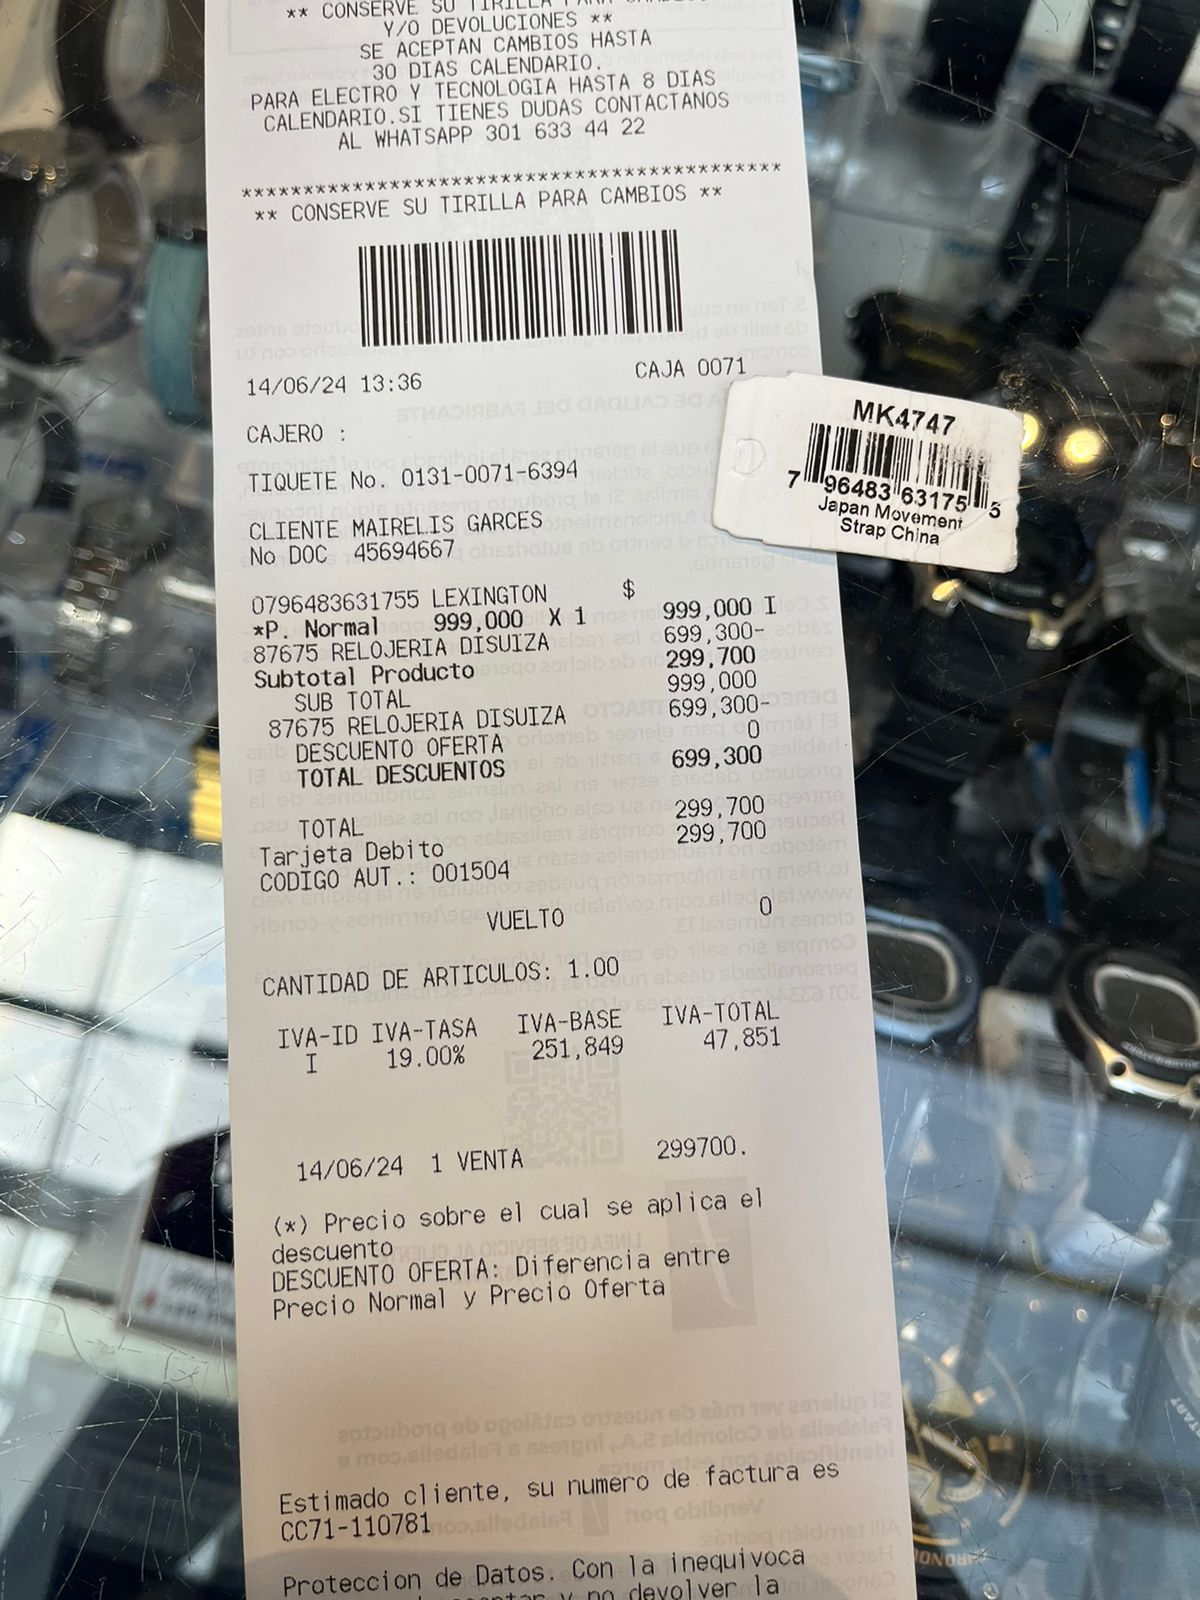 ** CONSERVE SU TIRILLA PARA CAMBIOS
Y/O DEVOLUCIONES **
SE ACEPTAN CAMBIOS HASTA
30 DIAS CALENDARIO.
PARA ELECTRO Y TECNOLOGIA HASTA 8 DIAS
CALENDARIO.SI TIENES DUDAS CONTACTANOS
AL WHATSAPP 301 633 44 22
********************************************
** CONSERVE SU TIRILLA PARA CAMBIOS **
14/06/24 13:36 CAJA 0071
CAJERO :
TIQUETE No. 0131-0071-6394
CLIENTE MAIRELIS GARCES
No DOC 45694667
0796483631755 LEXINGTON $ 999,000 I
*P. Normal 999,000 X 1
87675 RELOJERIA DISUIZA 699,300-
Subtotal Producto 299,700
SUB TOTAL 999,000
87675 RELOJERIA DISUIZA 699,300-
DESCUENTO OFERTA 0
TOTAL DESCUENTOS 699,300
TOTAL 299,700
Tarjeta Debito 299,700
CODIGO AUT.: 001504
VUELTO 0
CANTIDAD DE ARTICULOS: 1.00
IVA-ID IVA-TASA IVA-BASE IVA-TOTAL
I 19.00% 251,849 47,851
14/06/24 1 VENTA 299700.
(*) Precio sobre el cual se aplica el
descuento
DESCUENTO OFERTA: Diferencia entre
Precio Normal y Precio Oferta
Estimado cliente, su numero de factura es
CC71-110781
Proteccion de Datos. Con la inequivoca
y no devolver la
MK4747
7 96483 63175 5
Japan Movement
Strap China